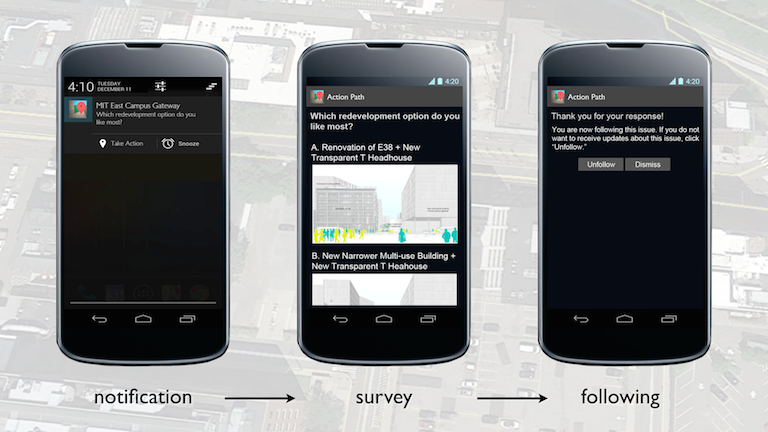 4:10 TUESDAY
DECEMBER 11
MIT East Campus Gateway
Which redevelopment option do you
like most?
Take Action
Snooze
4:20
Action Path
Which redevelopment option do you
like most?
A. Renovation of E38 + New
Transparent T Headhouse
B. New Narrower Multi-use Building +
New Transparent T Heahouse
4:20
Action Path
Thank you for your response!
You are now following this issue. If you do not
want to receive updates about this issue, click
"Unfollow."
Unfollow
Dismiss
notification
survey
following